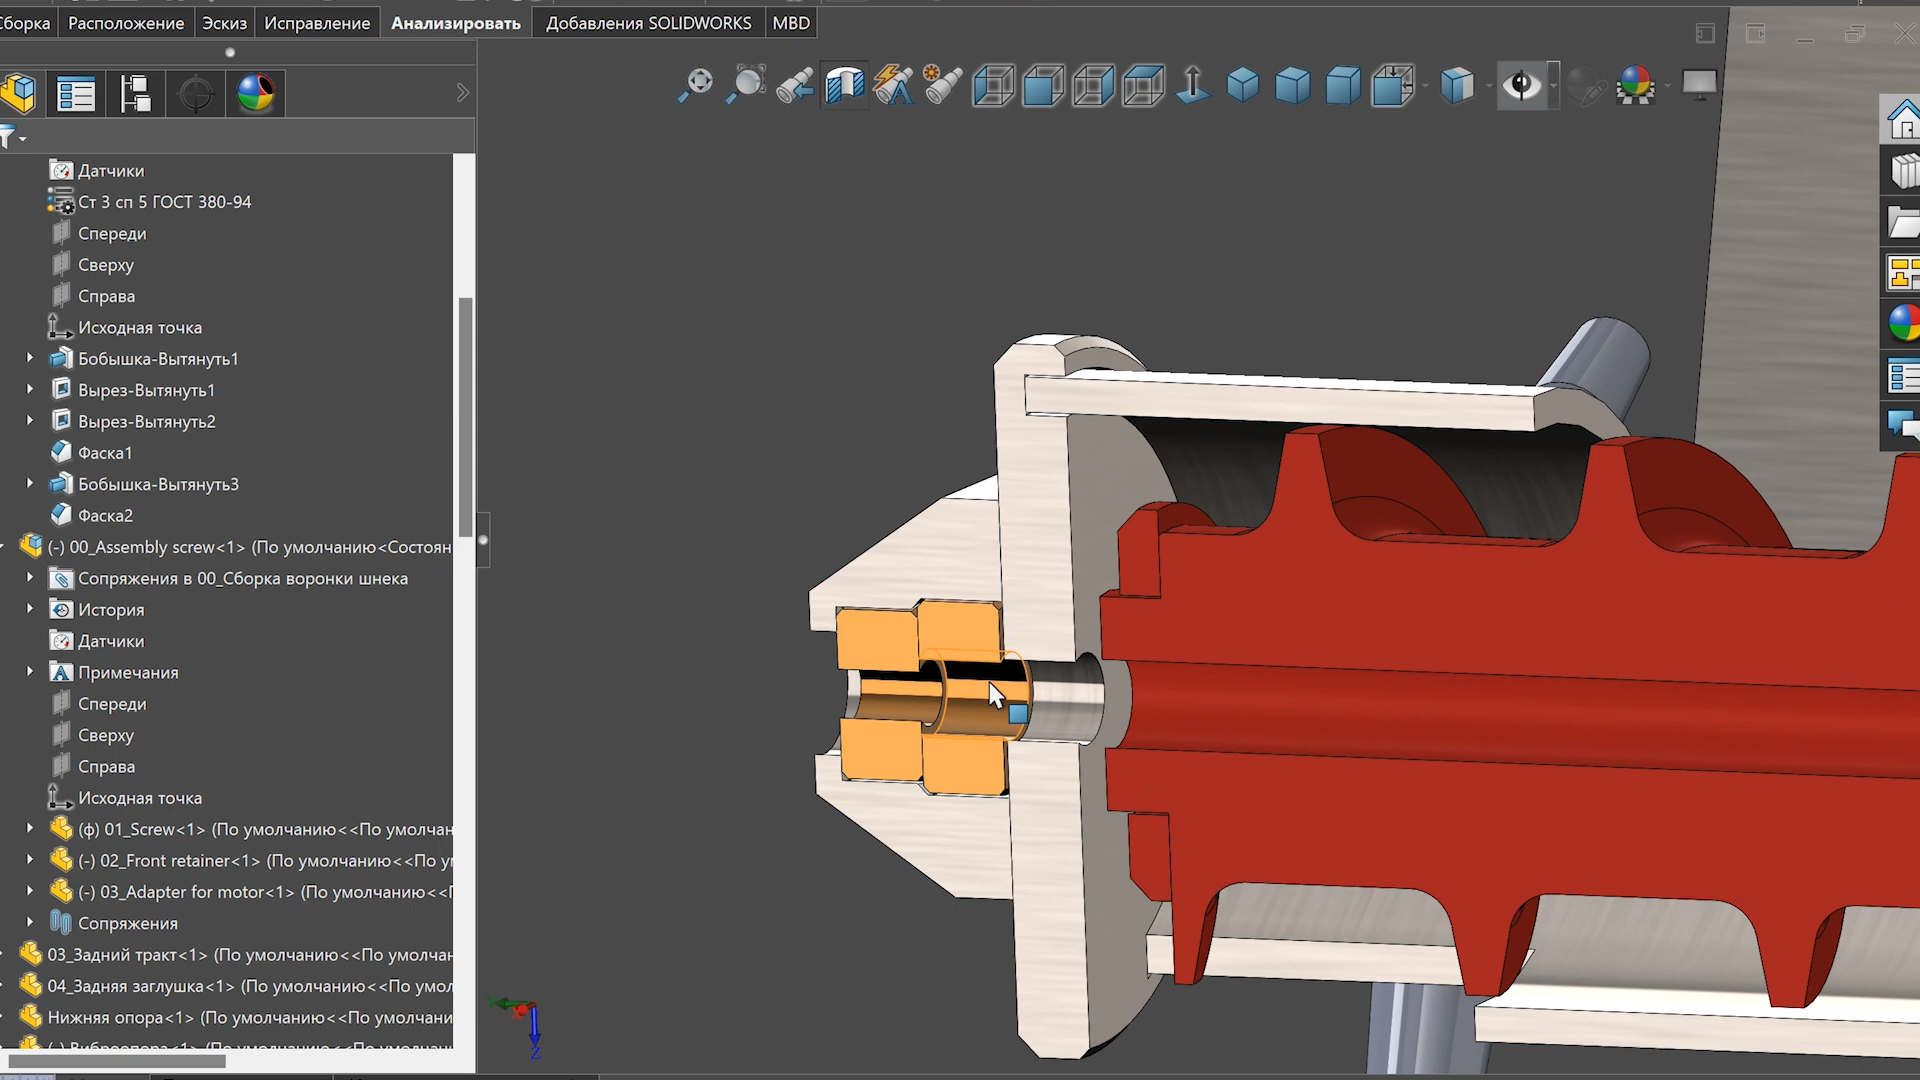 Сборка Расположение Эскиз Исправление Анализировать Добавления SOLIDWORKS MBD
Датчики
Ст 3 сп 5 ГОСТ 380-94
Спереди
Сверху
Справа
Исходная точка
Бобышка-Вытянуть1
Вырез-Вытянуть1
Вырез-Вытянуть2
Фаска1
Бобышка-Вытянуть3
Фаска2
(-) 00_Assembly screw<1> (По умолчанию<Состоян
Сопряжения в 00_Сборка воронки шнека
История
Датчики
Примечания
Спереди
Сверху
Справа
Исходная точка
(ф) 01_Screw<1> (По умолчанию<<По умолчан
(-) 02_Front retainer<1> (По умолчанию<<По у
(-) 03_Adapter for motor<1> (По умолчанию<<
Сопряжения
03_Задний тракт<1> (По умолчанию<<По умолчан
04_Задняя заглушка<1> (По умолчанию<<По умол
Нижняя опора<1> (По умолчанию<<По умолчани
Z